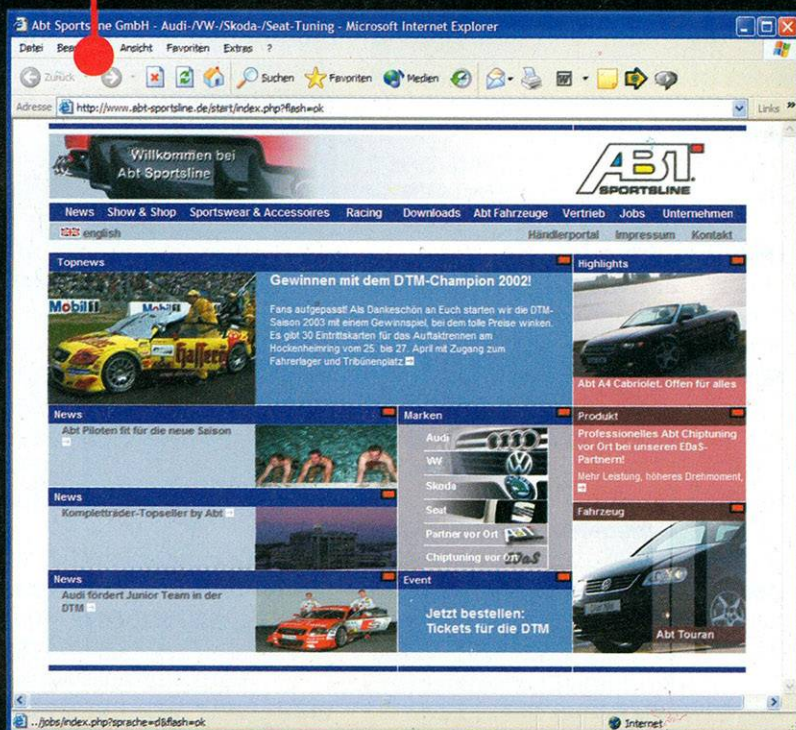 Abt Sportsline GmbH - Audi-/VW-/Skoda-/Seat-Tuning - Microsoft Internet Explorer
Datei Ansicht Favoriten Extras ?
Zurück Suchen Favoriten Medien
Adresse http://www.abt-sportsline.de/start/index.php?flash=ok Links »
Willkommen bei
Abt Sportsline
ABT
SPORTSLINE
News Show & Shop Sportswear & Accessoires Racing Downloads Abt Fahrzeuge Vertrieb Jobs Unternehmen
english Händlerportal Impressum Kontakt
Topnews
Mobil 1
Mobil 1
Hasseröder
Gewinnen mit dem DTM-Champion 2002!
Fans aufgepasst! Als Dankeschön an Euch starten wir die DTM-
Saison 2003 mit einem Gewinnspiel, bei dem tolle Preise winken.
Es gibt 30 Eintrittskarten für das Auftaktrennen am
Hockenheimring vom 25. bis 27. April mit Zugang zum
Fahrerlager und Tribünenplatz
Highlights
Abt A4 Cabriolet. Offen für alles
News
Abt Piloten fit für die neue Saison
News
Kompletträder-Topseller by Abt
News
Audi fördert Junior Team in der
DTM
Marken
Audi
VW
Skoda
Seat
Partner vor Ort
Chiptuning vor Ort EDaS
Event
Jetzt bestellen:
Tickets für die DTM
Produkt
Professionelles Abt Chiptuning
vor Ort bei unseren EDaS-
Partnern!
Mehr Leistung, höheres Drehmoment,
Fahrzeug
Abt Touran
../jobs/index.php?sprache=d&flash=ok Internet